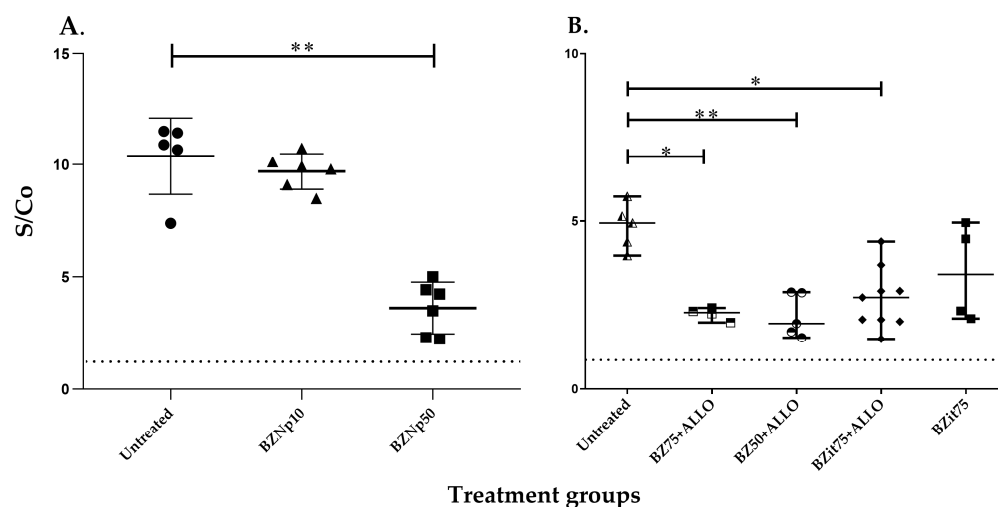 A.
S/Co
15
10
5
0
**
Untreated
BZNp10
BZNp50
B.
10
5
0
*
**
*
Untreated
BZ75+ALLO
BZ50+ALLO
BZit75+ALLO
BZit75
Treatment groups